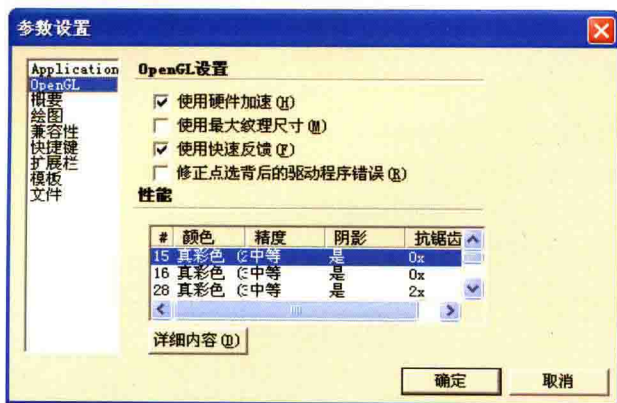 参数设置
Application
OpenGL
概要
绘图
兼容性
快捷键
扩展栏
模板
文件
OpenGL设置
使用硬件加速(H)
使用最大纹理尺寸(M)
使用快速反馈(F)
修正点选背后的驱动程序错误(R)
性能
# 颜色 精度 阴影 抗锯齿
15 真彩色 (3 中等 是 0x
16 真彩色 (3 中等 是 0x
28 真彩色 (3 中等 是 2x
详细内容(D)
确定 取消